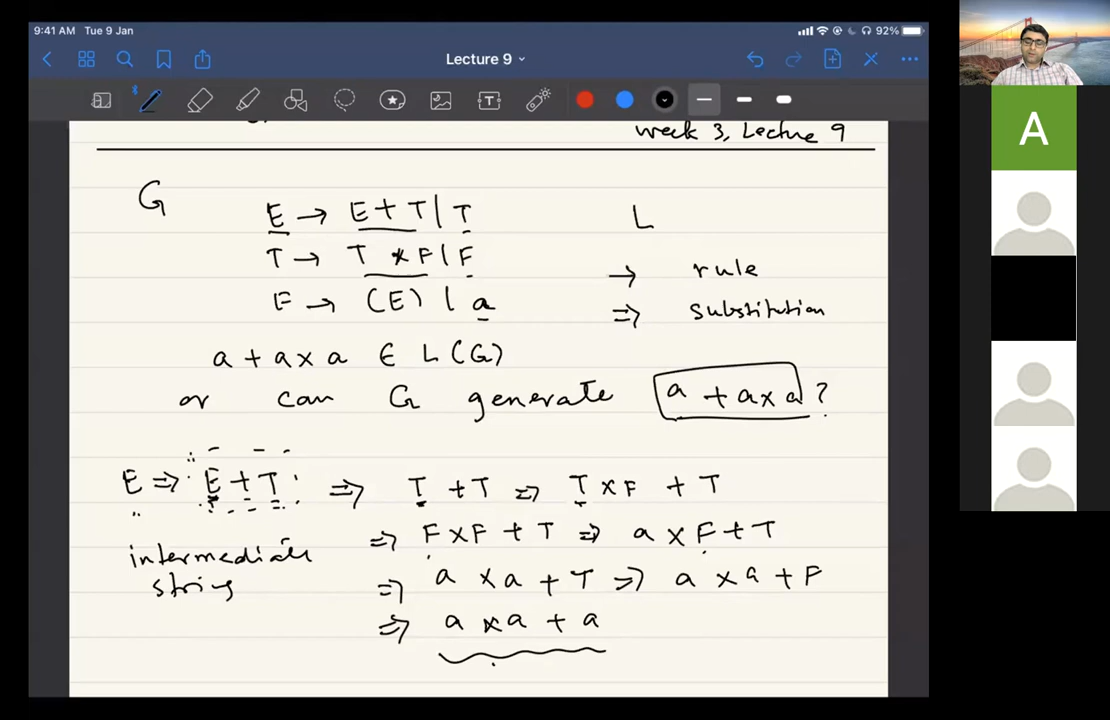 9:41 AM Tue 9 Jan
92%
Lecture 9
week 3, Lecture 9
G
E → E + T | T
L
T → T * F | F
→ rule
F → (E) | a
⇒ substitution
a + a x a ∈ L (G)
or can G generate a + a x a ?
E ⇒ E + T ⇒ T + T ⇒ T x F + T
⇒ F x F + T ⇒ a x F + T
intermediate
string
⇒ a x a + T ⇒ a x a + F
⇒ a x a + a
A